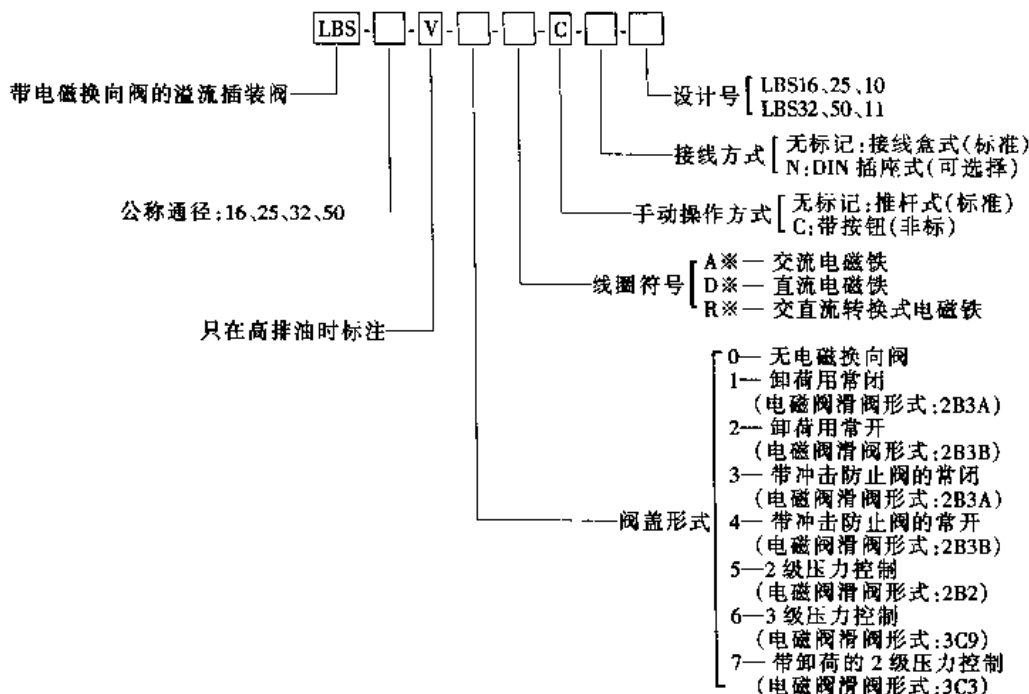 LBS-□-V-□-□-C-□-□
带电磁换向阀的溢流插装阀
设计号
LBS16、25、10
LBS32、50、11
接线方式
无标记:接线盒式(标准)
N:DIN 插座式(可选择)
公称通径:16、25、32、50
手动操作方式
无标记:推杆式(标准)
C:带按钮(非标)
线圈符号
A※— 交流电磁铁
D※— 直流电磁铁
R※— 交直流转换式电磁铁
只在高排油时标注
阀盖形式
0— 无电磁换向阀
1— 卸荷用常闭
(电磁阀滑阀形式:2B3A)
2— 卸荷用常开
(电磁阀滑阀形式:2B3B)
3— 带冲击防止阀的常闭
(电磁阀滑阀形式:2B3A)
4— 带冲击防止阀的常开
(电磁阀滑阀形式:2B3B)
5—2 级压力控制
(电磁阀滑阀形式:2B2)
6—3 级压力控制
(电磁阀滑阀形式:3C9)
7— 带卸荷的 2 级压力控制
(电磁阀滑阀形式:3C3)